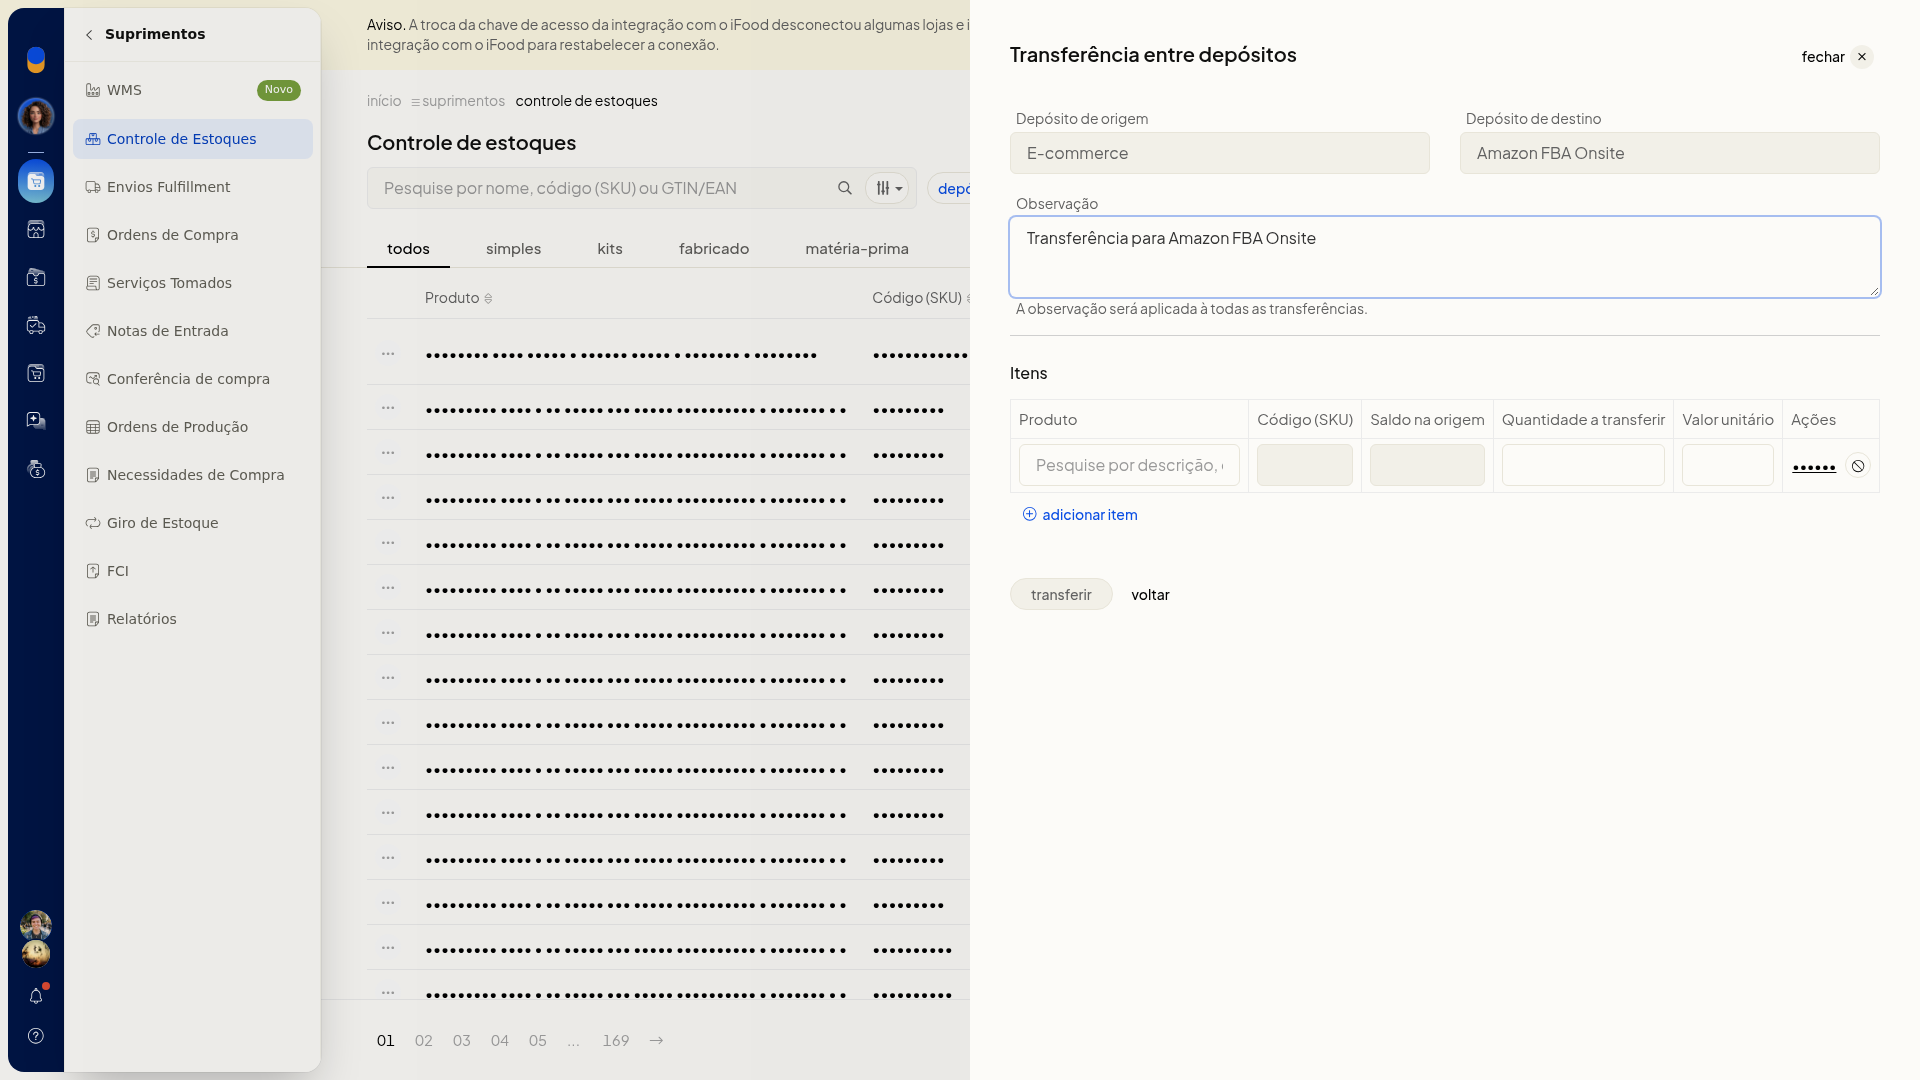 Suprimentos
WMS
Novo
Controle de Estoques
Envios Fulfillment
Ordens de Compra
Serviços Tomados
Notas de Entrada
Conferência de compra
Ordens de Produção
Necessidades de Compra
Giro de Estoque
FCI
Relatórios
Aviso. A troca da chave de acesso da integração com o iFood desconectou algumas lojas e i
integração com o iFood para restabelecer a conexão.
início suprimentos controle de estoques
Controle de estoques
Pesquise por nome, código (SKU) ou GTIN/EAN
depó
todos simples kits fabricado matéria-prima
Produto Código (SKU)
01 02 03 04 05 ... 169 →
Transferência entre depósitos
fechar
Depósito de origem Depósito de destino
E-commerce Amazon FBA Onsite
Observação
Transferência para Amazon FBA Onsite
A observação será aplicada à todas as transferências.
Itens
Produto Código (SKU) Saldo na origem Quantidade a transferir Valor unitário Ações
Pesquise por descrição,
adicionar item
transferir voltar